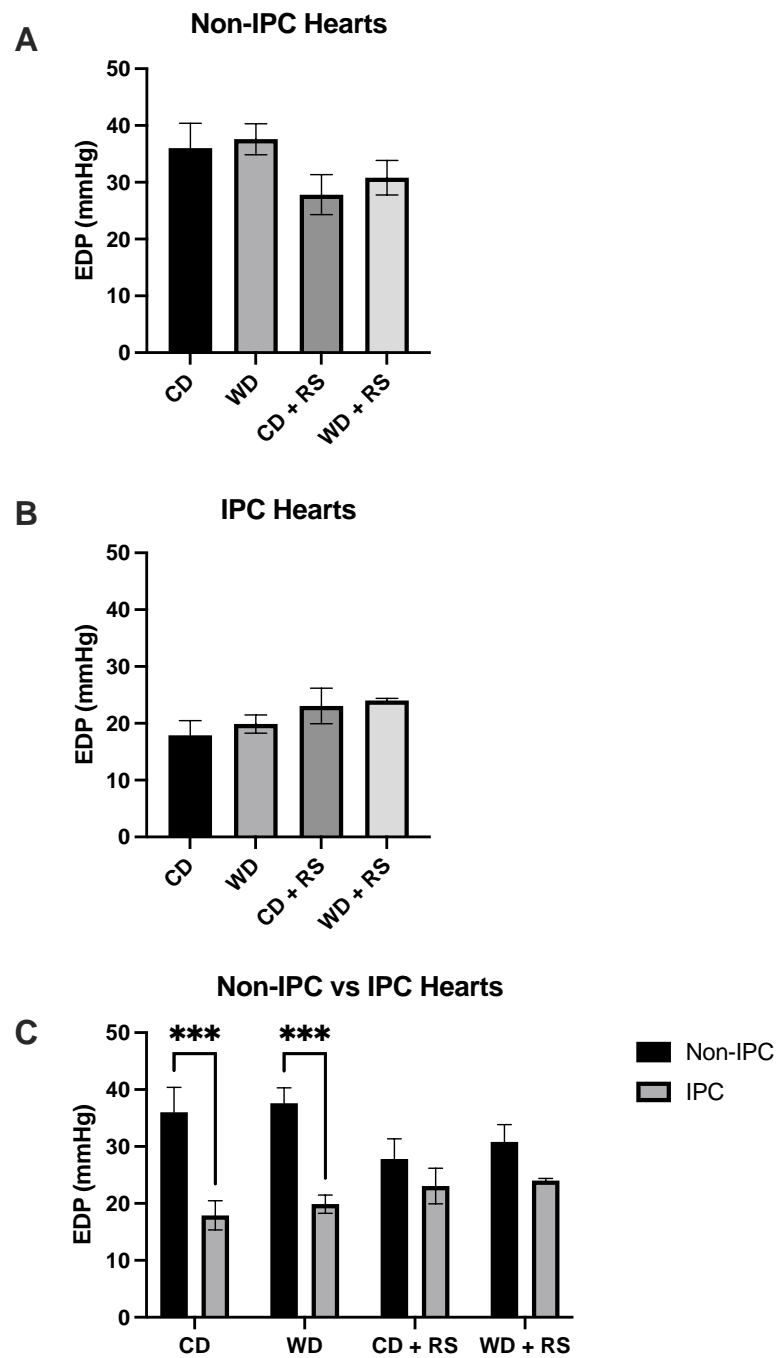 A
Non-IPC Hearts
EDP (mmHg)
50
40
30
20
10
0
CD
WD
CD + RS
WD + RS
B
IPC Hearts
EDP (mmHg)
50
40
30
20
10
0
CD
WD
CD + RS
WD + RS
Non-IPC vs IPC Hearts
C
EDP (mmHg)
50
40
30
20
10
0
*** ***
CD WD CD + RS WD + RS
Non-IPC
IPC